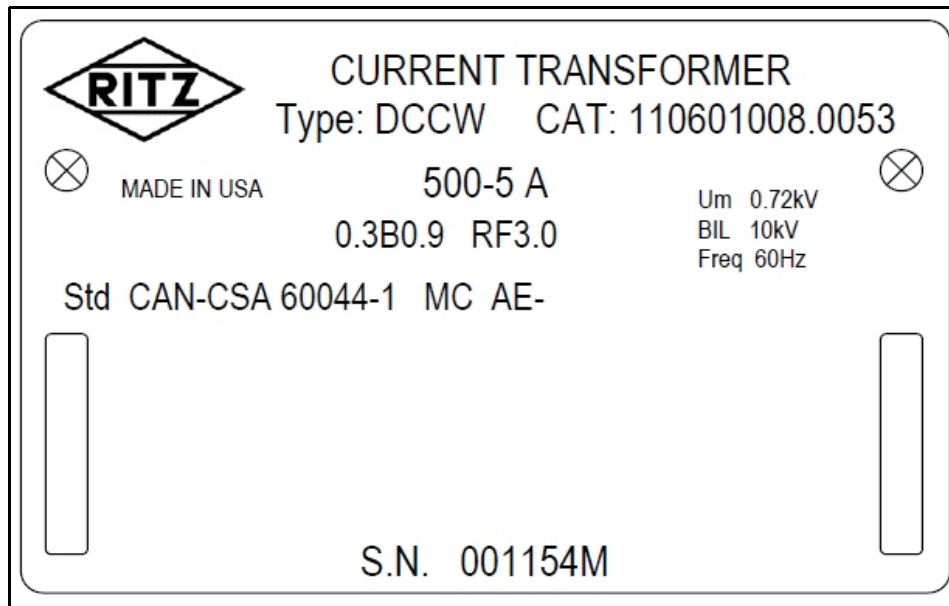 RITZ
CURRENT TRANSFORMER
Type: DCCW CAT: 110601008.0053
MADE IN USA
500-5 A
0.3B0.9 RF3.0
Um 0.72kV
BIL 10kV
Freq 60Hz
Std CAN-CSA 60044-1 MC AE-
S.N. 001154M